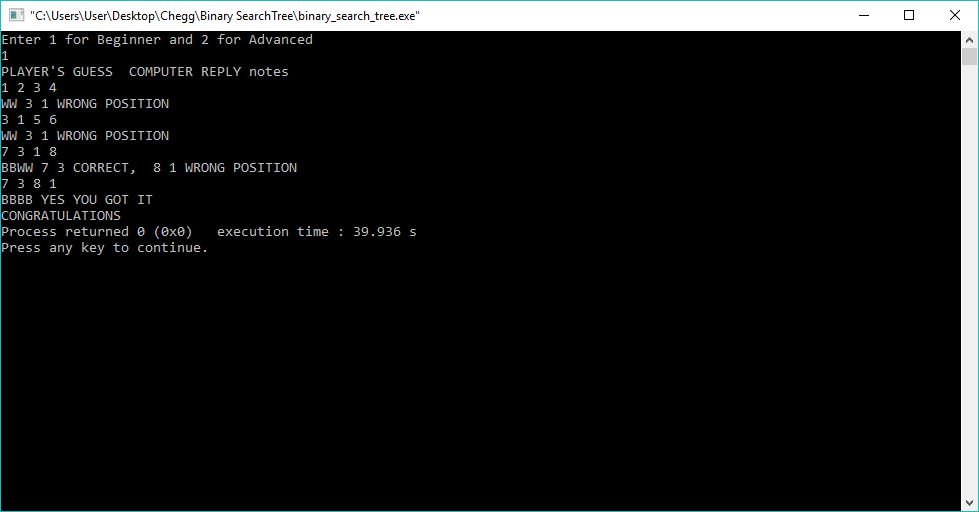 "C:\Users\User\Desktop\Chegg\Binary SearchTree\binary_search_tree.exe"
Enter 1 for Beginner and 2 for Advanced
1
PLAYER'S GUESS  COMPUTER REPLY notes
1 2 3 4
WW 3 1 WRONG POSITION
3 1 5 6
WW 3 1 WRONG POSITION
7 3 1 8
BBWW 7 3 CORRECT,  8 1 WRONG POSITION
7 3 8 1
BBBB YES YOU GOT IT
CONGRATULATIONS
Process returned 0 (0x0)   execution time : 39.936 s
Press any key to continue.